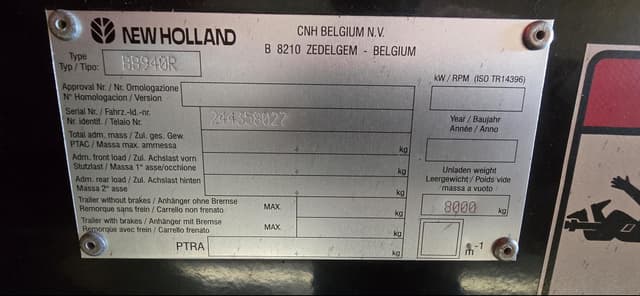 NEW HOLLAND
CNH BELGIUM N.V.
B 8210 ZEDELGEM - BELGIUM
Type
Typ / Tipo:
BB940R
Approval Nr. / Nr. Omologazione
N° Homologacion / Version
Serial Nr. / Fahrz.-Id.-nr.
Nr. identif. / Telaio Nr.
244358027
Total adm. mass / Zul. ges. Gew.
PTAC / Massa max. ammessa
kg
Adm. front load / Zul. Achslast vorn
Stutzlast / Massa 1° asse/occhione
kg
Adm. rear load / Zul. Achslast hinten
Massa 2° asse
kg
Trailer without brakes / Anhänger ohne Bremse
Remorque sans frein / Carrello non frenato
MAX.
kg
Trailer with brakes / Anhänger mit Bremse
Remorque avec frein / Carrello frenato
MAX.
kg
PTRA
kg
kW / RPM (ISO TR14396)
Year / Baujahr
Année / Anno
Unladen weight
Leergewicht / Poids vide
massa a vuoto
8000 kg
m -1